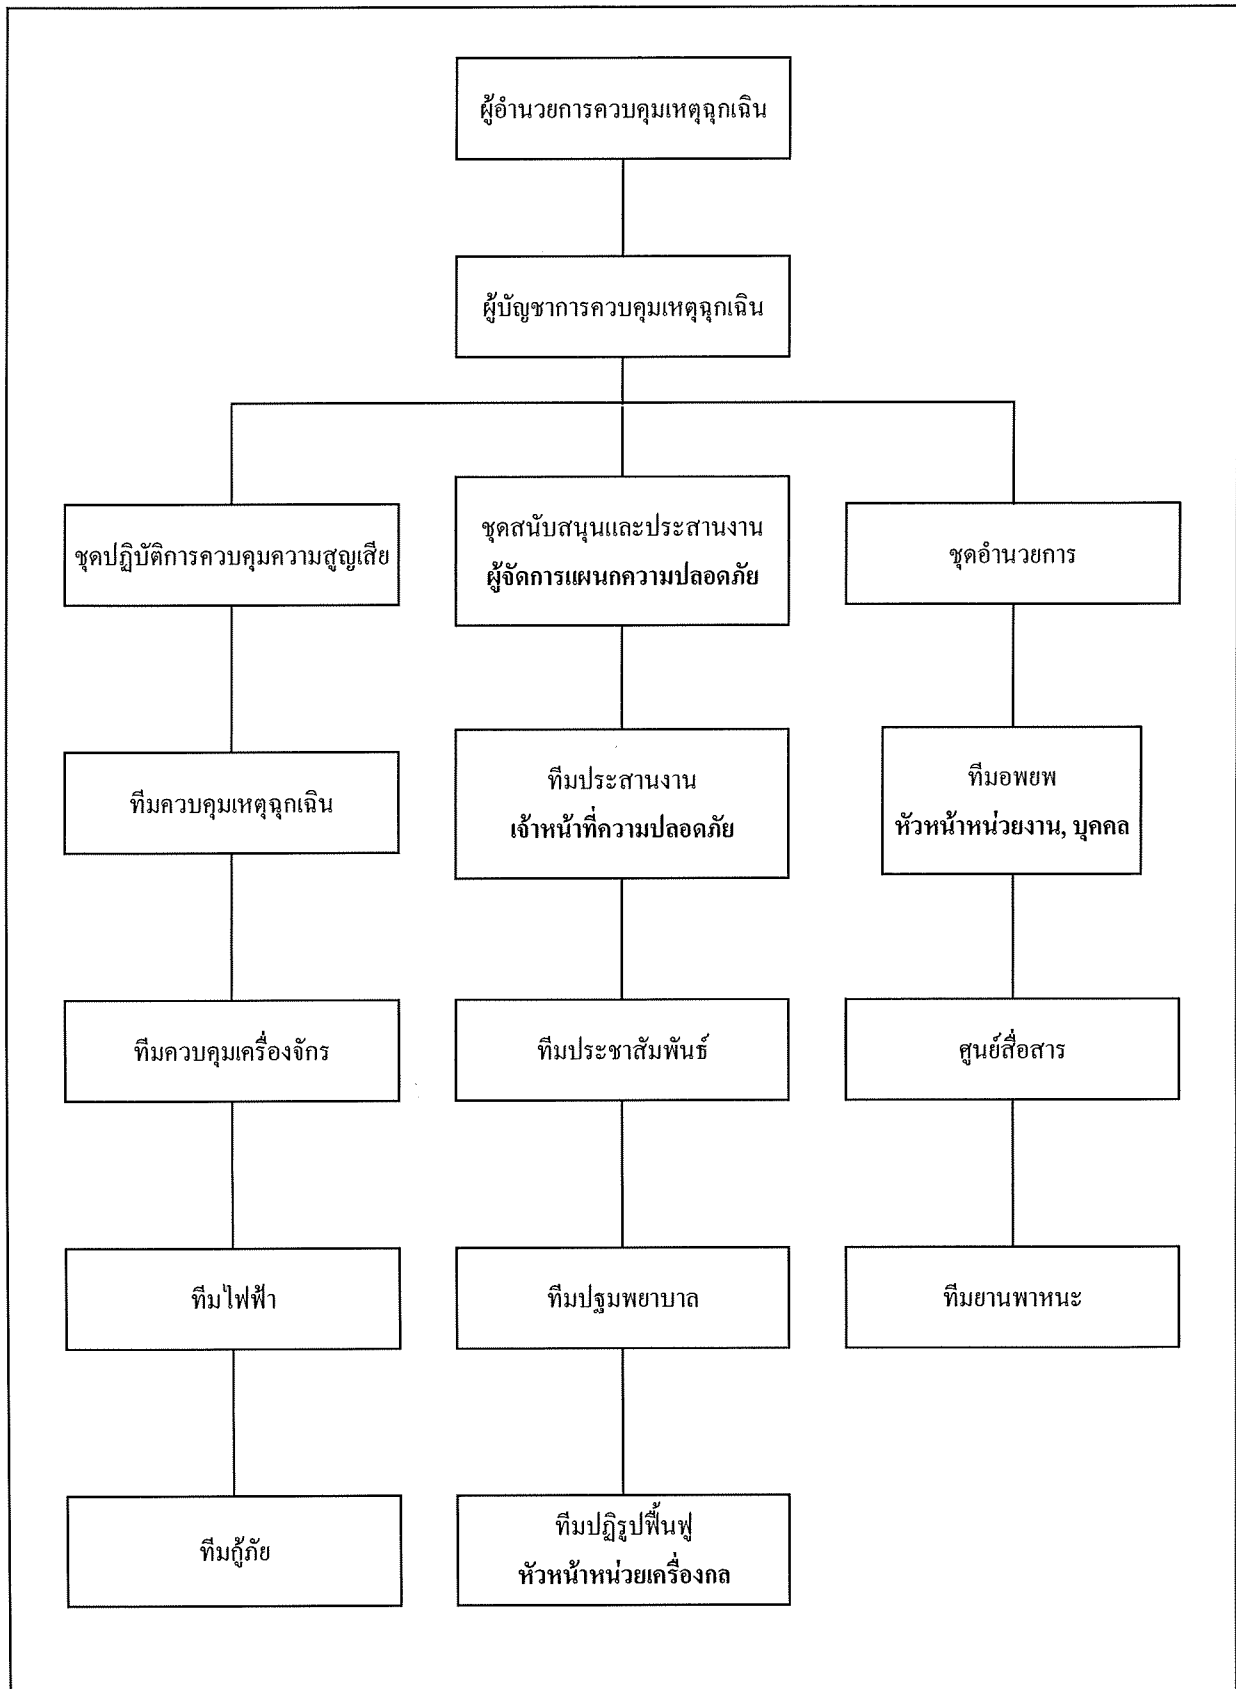 ผู้อำนวยการควบคุมเหตุฉุกเฉิน
ผู้บัญชาการควบคุมเหตุฉุกเฉิน
ชุดปฏิบัติการควบคุมความสูญเสีย
ชุดสนับสนุนและประสานงาน
ผู้จัดการแผนกความปลอดภัย
ชุดอำนวยการ
ทีมควบคุมเหตุฉุกเฉิน
ทีมประสานงาน
เจ้าหน้าที่ความปลอดภัย
ทีมอพยพ
หัวหน้าหน่วยงาน, บุคคล
ทีมควบคุมเครื่องจักร
ทีมประชาสัมพันธ์
ศูนย์สื่อสาร
ทีมไฟฟ้า
ทีมปฐมพยาบาล
ทีมยานพาหนะ
ทีมกู้ภัย
ทีมปฏิรูปฟื้นฟู
หัวหน้าหน่วยเครื่องกล